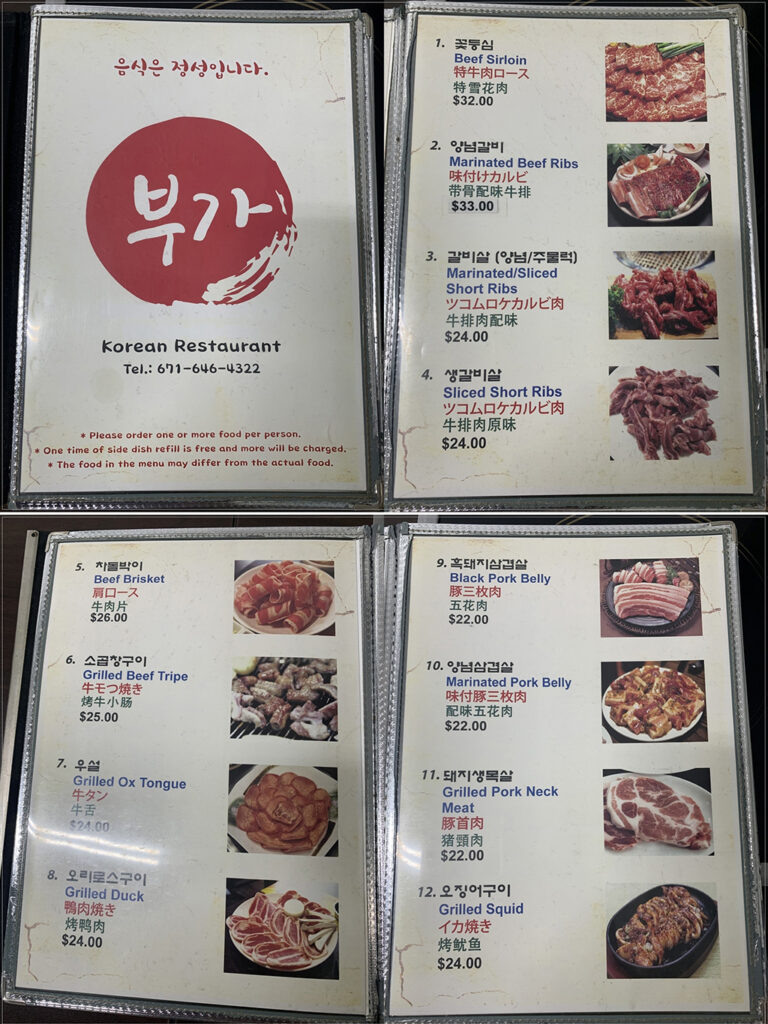 음식은 정성입니다.
부가
Korean Restaurant
Tel.: 671-646-4322
* Please order one or more food per person.
* One time of side dish refill is free and more will be charged.
* The food in the menu may differ from the actual food.
1. 꽃등심
Beef Sirloin
特牛肉ロース
特雪花肉
$32.00
2. 양념갈비
Marinated Beef Ribs
味付けカルビ
带骨配味牛排
$33.00
3. 갈비살 (양념/주물럭)
Marinated/Sliced
Short Ribs
ツコムロケカルビ肉
牛排肉配味
$24.00
4. 생갈비살
Sliced Short Ribs
ツコムロケカルビ肉
牛排肉原味
$24.00
5. 차돌박이
Beef Brisket
肩ロース
牛肉片
$26.00
6. 소곱창구이
Grilled Beef Tripe
牛モつ焼き
烤牛小肠
$25.00
7. 우설
Grilled Ox Tongue
牛タン
牛舌
$24.00
8. 오리로스구이
Grilled Duck
鴨肉焼き
烤鸭肉
$24.00
9. 흑돼지삼겹살
Black Pork Belly
豚三枚肉
五花肉
$22.00
10. 양념삼겹살
Marinated Pork Belly
味付豚三枚肉
配味五花肉
$22.00
11. 돼지생목살
Grilled Pork Neck
Meat
豚首肉
猪頸肉
$22.00
12. 오징어구이
Grilled Squid
イカ焼き
烤鱿鱼
$24.00